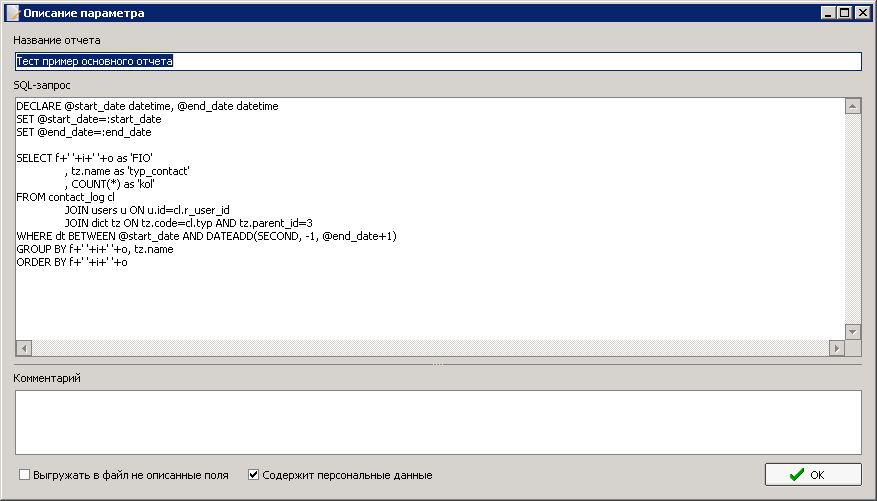 Описание параметра
Название отчета
Тест пример основного отчета
SQL-запрос
DECLARE @start_date datetime, @end_date datetime
SET @start_date=:start_date
SET @end_date=:end_date
SELECT f+' '+i+' '+o as 'FIO'
, tz.name as 'typ_contact'
, COUNT(*) as 'kol'
FROM contact_log cl
JOIN users u ON u.id=cl.r_user_id
JOIN dict tz ON tz.code=cl.typ AND tz.parent_id=3
WHERE dt BETWEEN @start_date AND DATEADD(SECOND, -1, @end_date+1)
GROUP BY f+' '+i+' '+o, tz.name
ORDER BY f+' '+i+' '+o
Комментарий
Выгружать в файл не описанные поля
Содержит персональные данные
OK